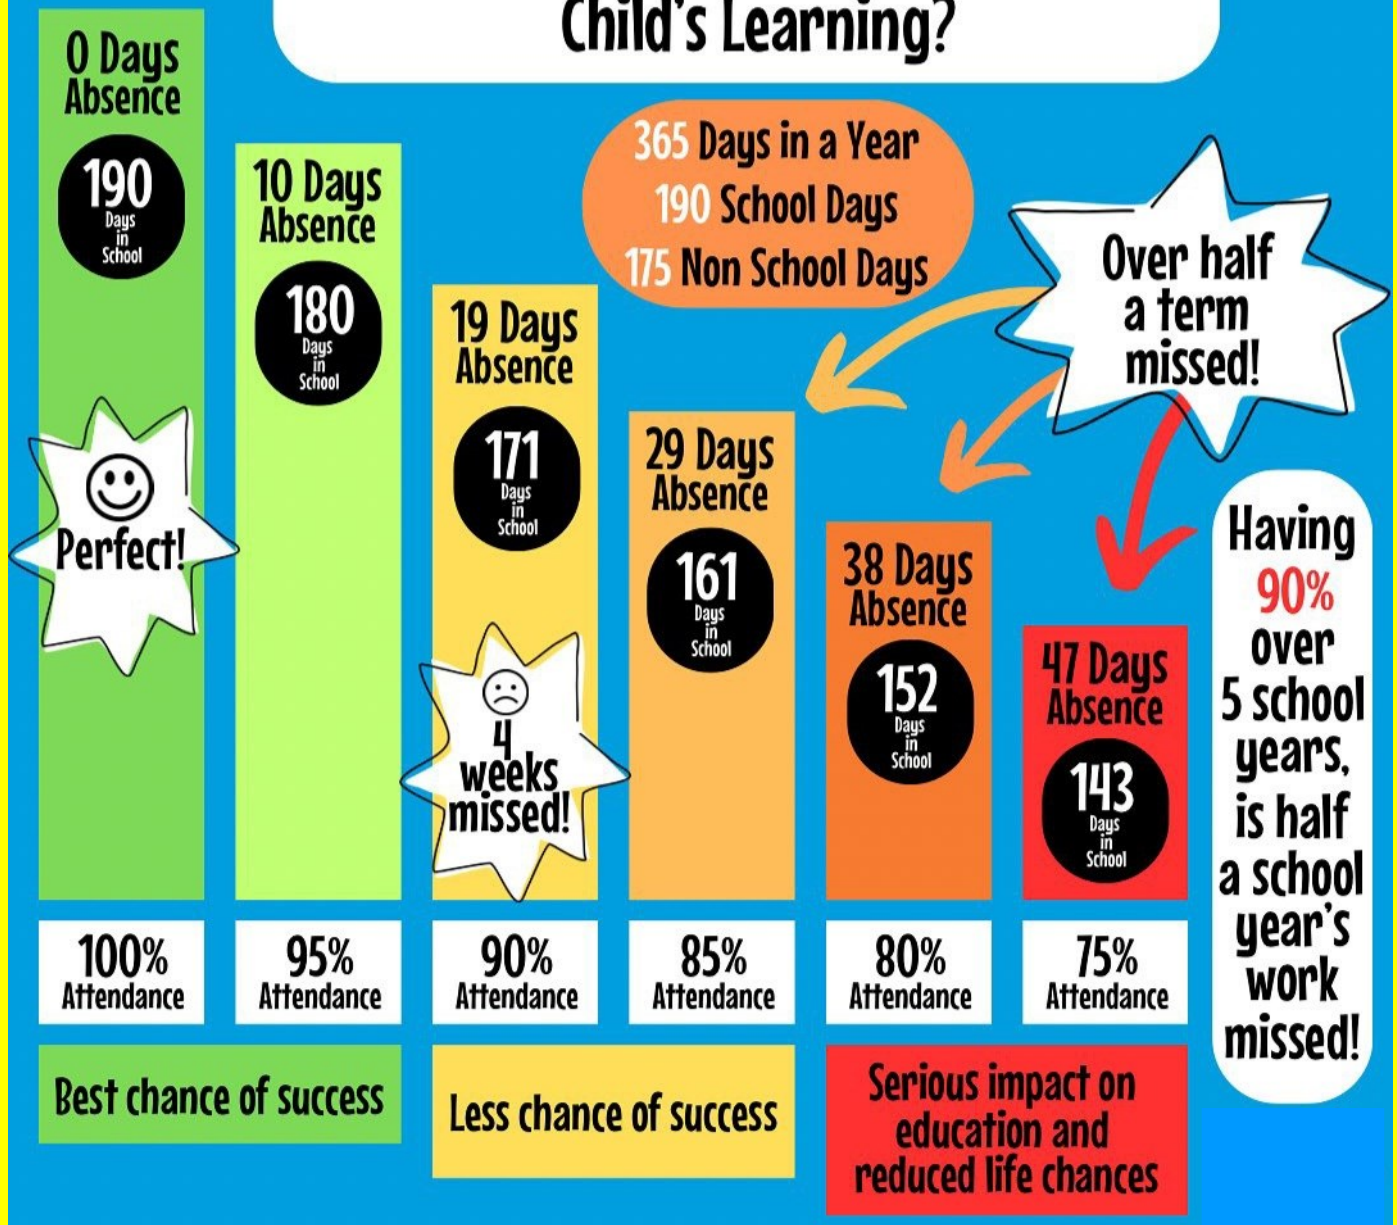 Child's Learning?
0 Days
Absence
190
Days
in
School
Perfect!
10 Days
Absence
180
Days
in
School
19 Days
Absence
171
Days
in
School
4
weeks
missed!
365 Days in a Year
190 School Days
175 Non School Days
Over half
a term
missed!
29 Days
Absence
161
Days
in
School
38 Days
Absence
152
Days
in
School
47 Days
Absence
143
Days
in
School
Having
90%
over
5 school
years,
is half
a school
year's
work
missed!
100%
Attendance
95%
Attendance
90%
Attendance
85%
Attendance
80%
Attendance
75%
Attendance
Best chance of success
Less chance of success
Serious impact on
education and
reduced life chances